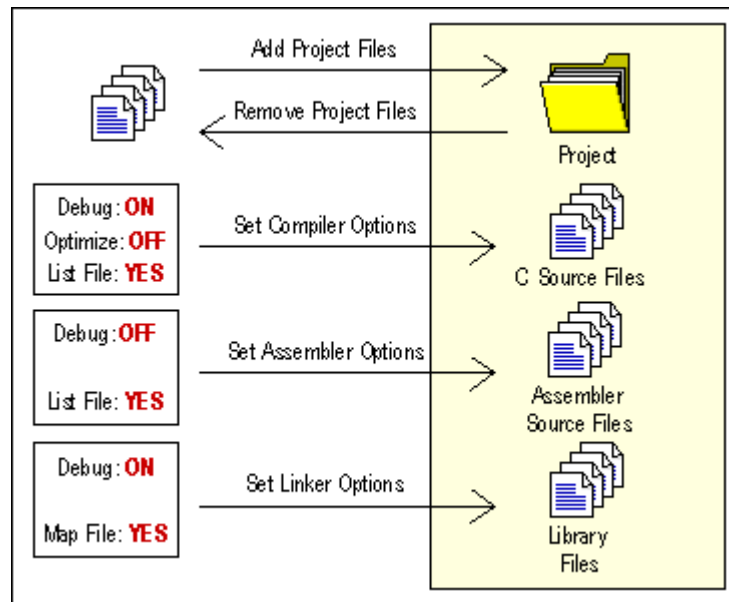 Add Project Files
Remove Project Files
Project
Debug: ON
Optimize: OFF
List File: YES
Set Compiler Options
C Source Files
Debug: OFF
List File: YES
Set Assembler Options
Assembler
Source Files
Debug: ON
Map File: YES
Set Linker Options
Library
Files